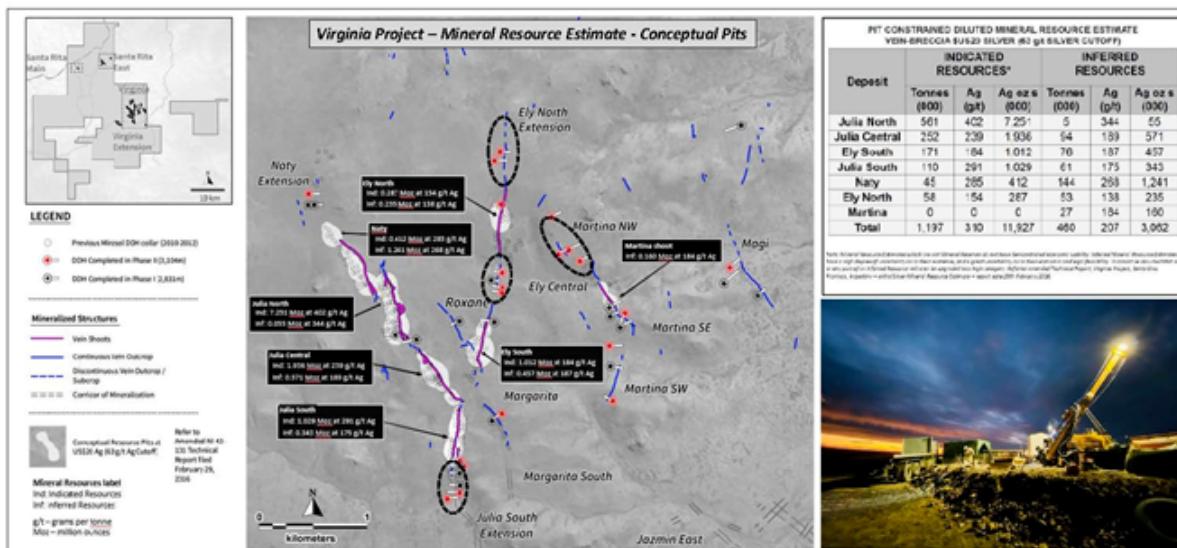 Virginia Project – Mineral Resource Estimate - Conceptual Pits
Santa Rita
Main
Santa Rita
East
Virginia
Virginia
Extension
10 km
LEGEND
Previous Mirasol DDH collar (2010-2012)
DDH Completed in Phase II
DDH Completed in Phase I
Mineralized Structures
Vein Shoots
Continuous Vein Outcrop
Discontinuous Vein Outcrop /
Subcrop
Corridor of Mineralization
Conceptual Resource Pits at
US$20 Ag (63 g/t Ag Cutoff)
Refer to
Amended NI 43-
101 Technical
Report Filed
February 29,
2016
Mineral Resources label
Ind: Indicated Resources
Inf: Inferred Resources
g/t – grams per tonne
Moz – million ounces
Ely North
Extension
Naty
Extension
Ely North
Ind: 0.287 Moz at 154 g/t Ag
Inf: 0.235 Moz at 138 g/t Ag
Naty
Ind: 0.412 Moz at 285 g/t Ag
Inf: 1.241 Moz at 268 g/t Ag
Martina NW
Martina shoot
Inf: 0.160 Moz at 184 g/t Ag
Magi
Ely Central
Julia North
Ind: 7.251 Moz at 402 g/t Ag
Inf: 0.055 Moz at 344 g/t Ag
Roxane
Martina SE
Julia Central
Ind: 1.936 Moz at 239 g/t Ag
Inf: 0.571 Moz at 189 g/t Ag
Ely South
Ind: 1.012 Moz at 184 g/t Ag
Inf: 0.457 Moz at 187 g/t Ag
Martina SW
Margarita
Julia South
Ind: 1.029 Moz at 291 g/t Ag
Inf: 0.343 Moz at 175 g/t Ag
Margarita South
N
0 1
kilometers
Julia South
Extension
Jazmin East
PIT CONSTRAINED DILUTED MINERAL RESOURCE ESTIMATE
VEIN-BRECCIA $US20 SILVER (63 g/t SILVER CUTOFF)
Deposit INDICATED RESOURCES* INFERRED RESOURCES
Tonnes (000) Ag (g/t) Ag oz s (000) Tonnes (000) Ag (g/t) Ag oz s (000)
Julia North 561 402 7.251 5 344 55
Julia Central 252 239 1.936 94 189 571
Ely South 171 184 1.012 76 187 457
Julia South 110 291 1.029 61 175 343
Naty 45 285 412 144 268 1,241
Ely North 58 154 287 53 138 235
Martina 0 0 0 27 184 160
Total 1,197 310 11,927 460 207 3,062